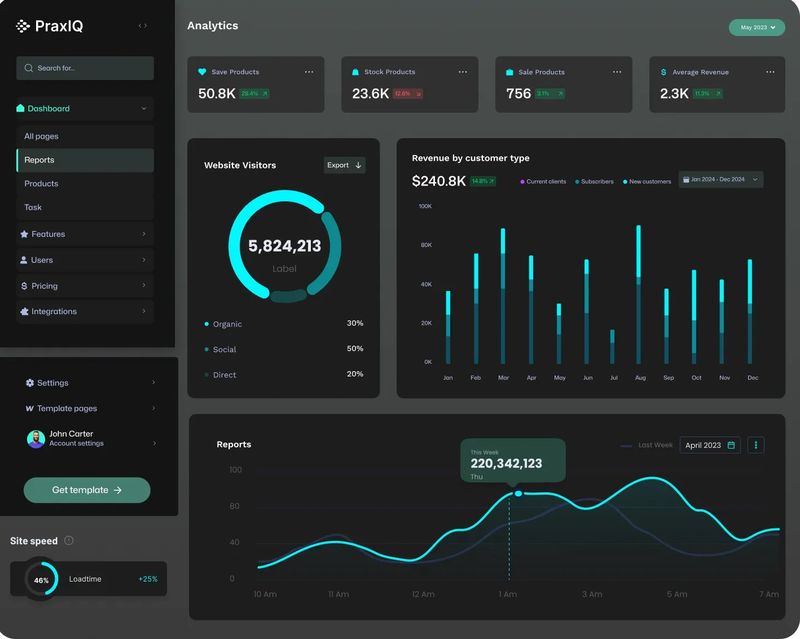 PraxIQ
Search for..
Dashboard
All pages
Reports
Products
Task
Features
Users
$ Pricing
Integrations
Settings
Template pages
John Carter
Account settings
Get template →
Site speed
46%
Loadtime
+25%
Analytics
May 2023
Save Products
50.8K
28.4%
Stock Products
23.6K
12.6%
Sale Products
756
3.1%
$ Average Revenue
2.3K
11.3%
Website Visitors
Export
5,824,213
Label
Organic 30%
Social 50%
Direct 20%
Revenue by customer type
$240.8K
14.8%
Current clients
Subscribers
New customers
Jan 2024 - Dec 2024
100K
80K
40K
20K
0K
Jan Feb Mar Apr May Jun Jul Aug Sep Oct Nov Dec
Reports
Last Week
April 2023
This Week
220,342,123
Thu
100
80
40
0
10 Am 11 Am 12 Am 1 Am 3 Am 5 Am 7 Am